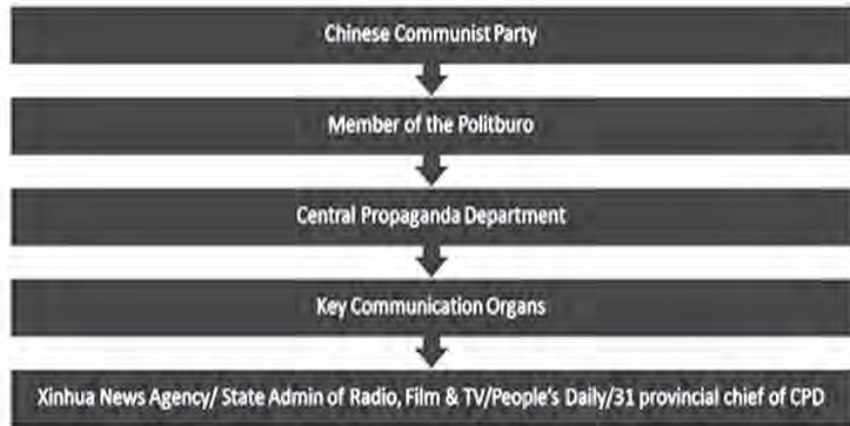 Chinese Communist Party
Member of the Politburo
Central Propaganda Department
Key Communication Organs
Xinhua News Agency/ State Admin of Radio, Film & TV/People's Daily/31 provincial chief of CPD